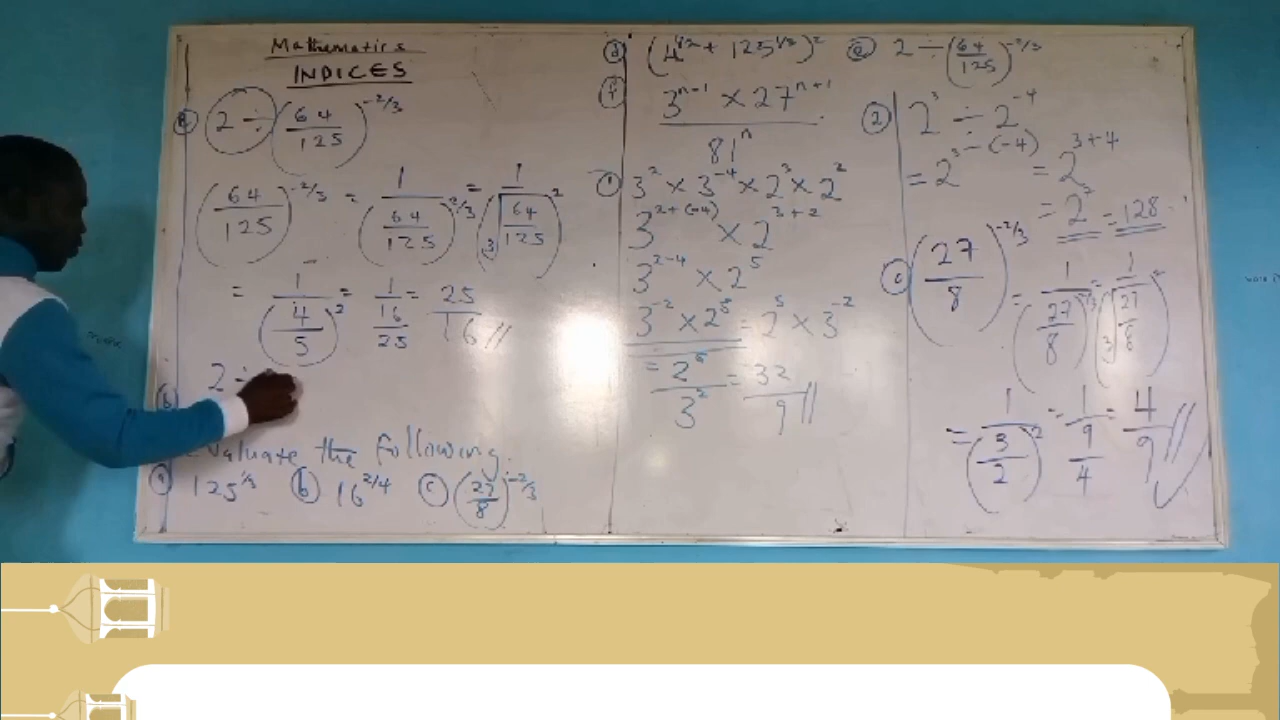 Mathematics
INDICES
(e) 2 ÷ (64/125)^-2/3
(64/125)^-2/3 = 1/(64/125)^2/3 = 1/(∛(64/125))^2
= 1/(4/5)^2 = 1/(16/25) = 25/16 //
2 ÷
(b)
Evaluate the following.
(a) 125^1/3 (b) 16^2/4 (c) (27/8)^-2/3
(d) (4^1/2 + 125^1/3)^2 (e) 2 ÷ (64/125)^-2/3
(f) 3^n-1 × 27^n+1 / 81^n
(1) 3^2 × 3^-4 × 2^3 × 2^2
3^2+(-4) × 2^3+2
3^2-4 × 2^5
3^-2 × 2^5 = 2^5 × 3^-2
= 2^5/3^2 = 32/9 //
(2) 2^3 ÷ 2^-4
= 2^3-(-4) = 2^3+4
= 2^7 = 128
(c) (27/8)^-2/3 = 1/(27/8)^2/3 = 1/(∛(27/8))^2
= 1/(3/2)^2 = 1/(9/4) = 4/9 //